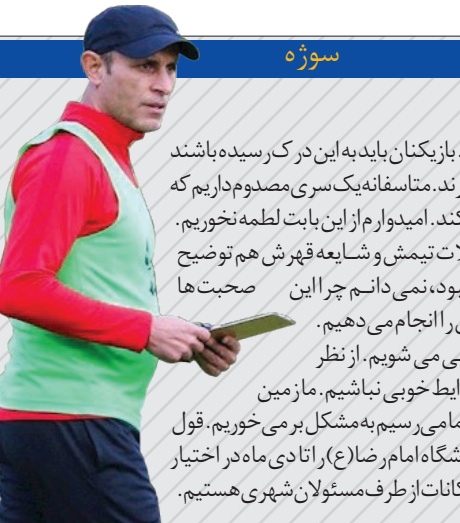 سوژه
بازیکنان باید به این درک رسیده باشند
رند. متاسفانه یک سری مصدوم داریم که
کند. امیدوارم از این بابت لطمه نخوریم.
لات تیمش و شایعه قهرش هم توضیح
بود، نمی دانم چرا این صحبت ها
را انجام می دهیم.
می شویم. از نظر
ایط خوبی نباشیم. ما زمین
می رسیم به مشکل بر می خوریم. قول
شگاه امام رضا(ع) را تا دی ماه در اختیار
کانات از طرف مسئولان شهری هستیم.